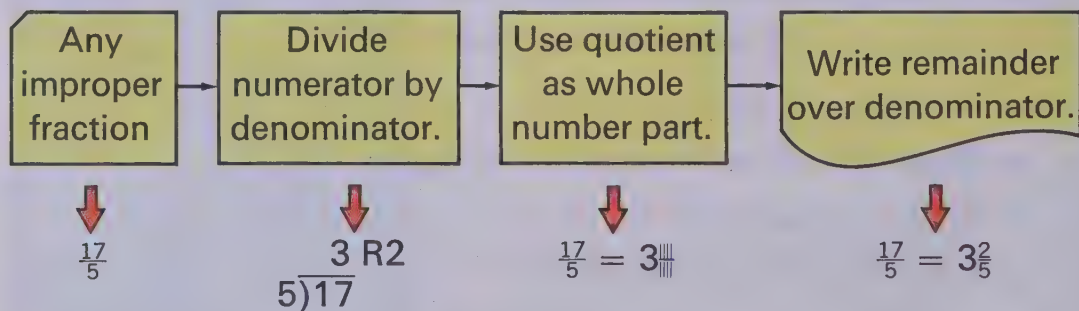 Any
improper
fraction
Divide
numerator by
denominator.
Use quotient
as whole
number part.
Write remainder
over denominator.
17/5
3 R2
5)17
17/5 = 3
17/5 = 3 2/5